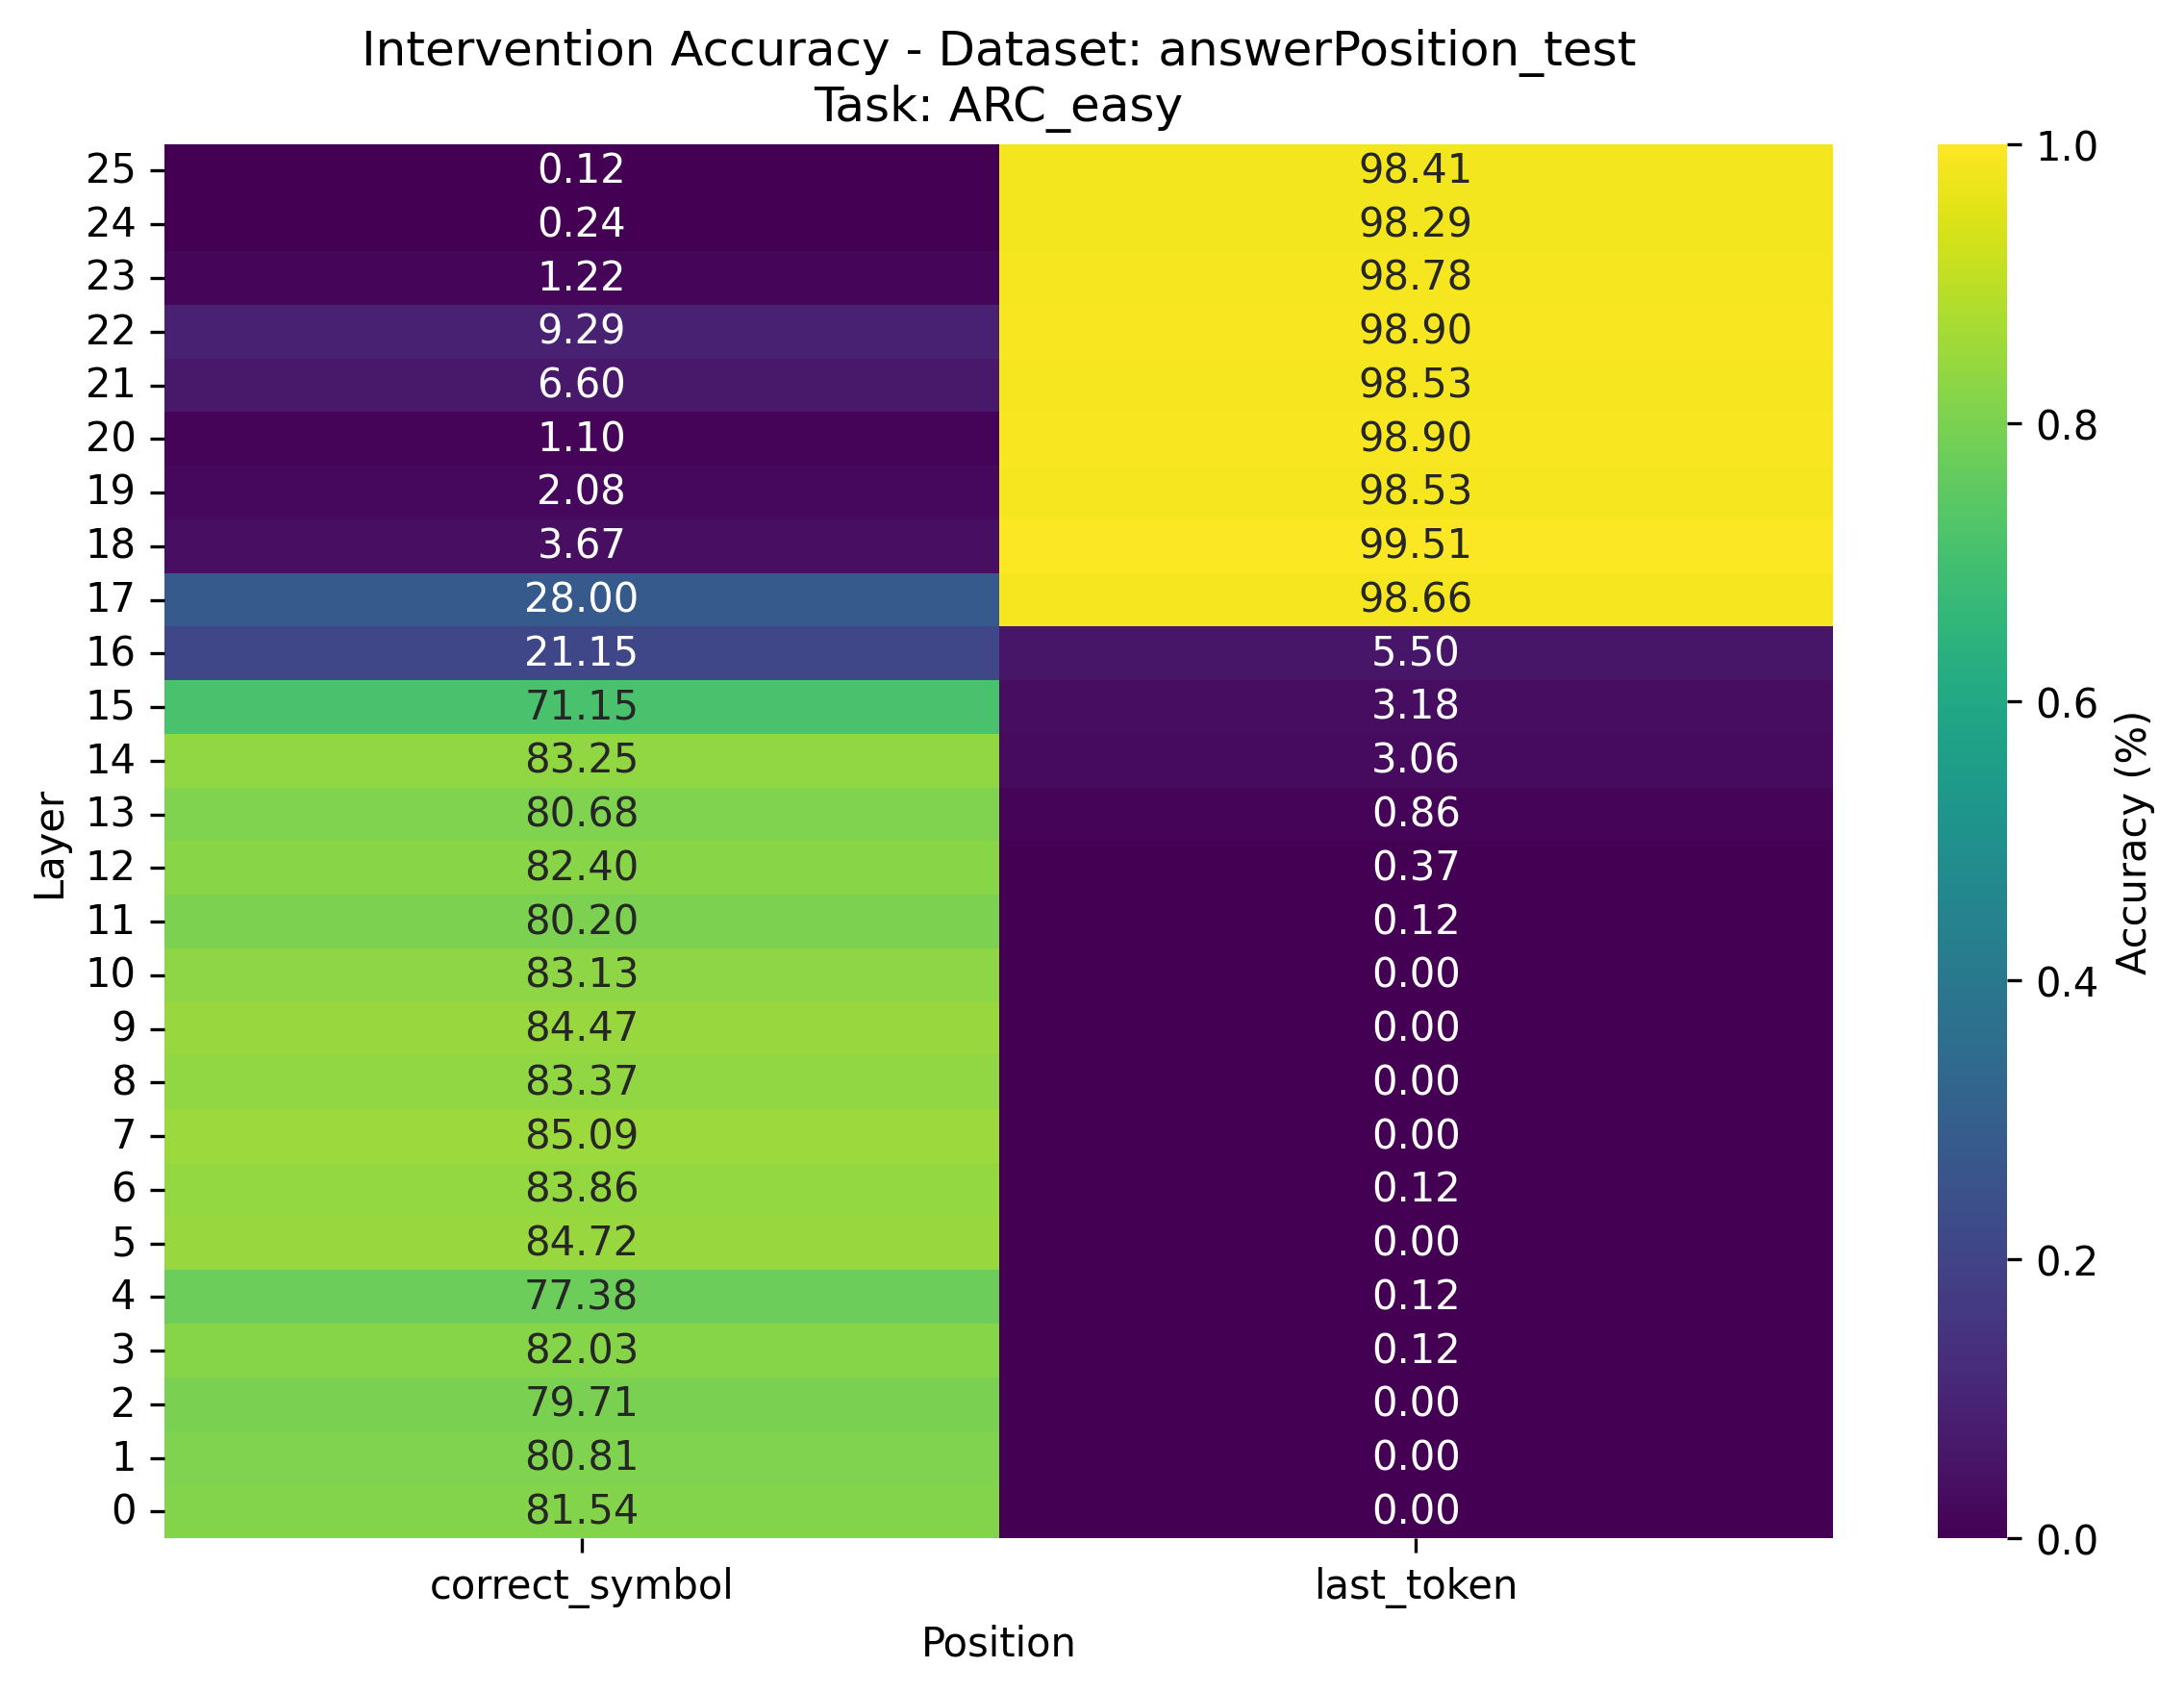 Intervention Accuracy - Dataset: answerPosition_test
Task: ARC_easy
25 0.12 98.41
24 0.24 98.29
23 1.22 98.78
22 9.29 98.90
21 6.60 98.53
20 1.10 98.90
19 2.08 98.53
18 3.67 99.51
17 28.00 98.66
16 21.15 5.50
15 71.15 3.18
14 83.25 3.06
13 80.68 0.86
12 82.40 0.37
11 80.20 0.12
10 83.13 0.00
9 84.47 0.00
8 83.37 0.00
7 85.09 0.00
6 83.86 0.12
5 84.72 0.00
4 77.38 0.12
3 82.03 0.12
2 79.71 0.00
1 80.81 0.00
0 81.54 0.00
Layer
correct_symbol last_token
Position
1.0
0.8
0.6
0.4
0.2
0.0
Accuracy (%)